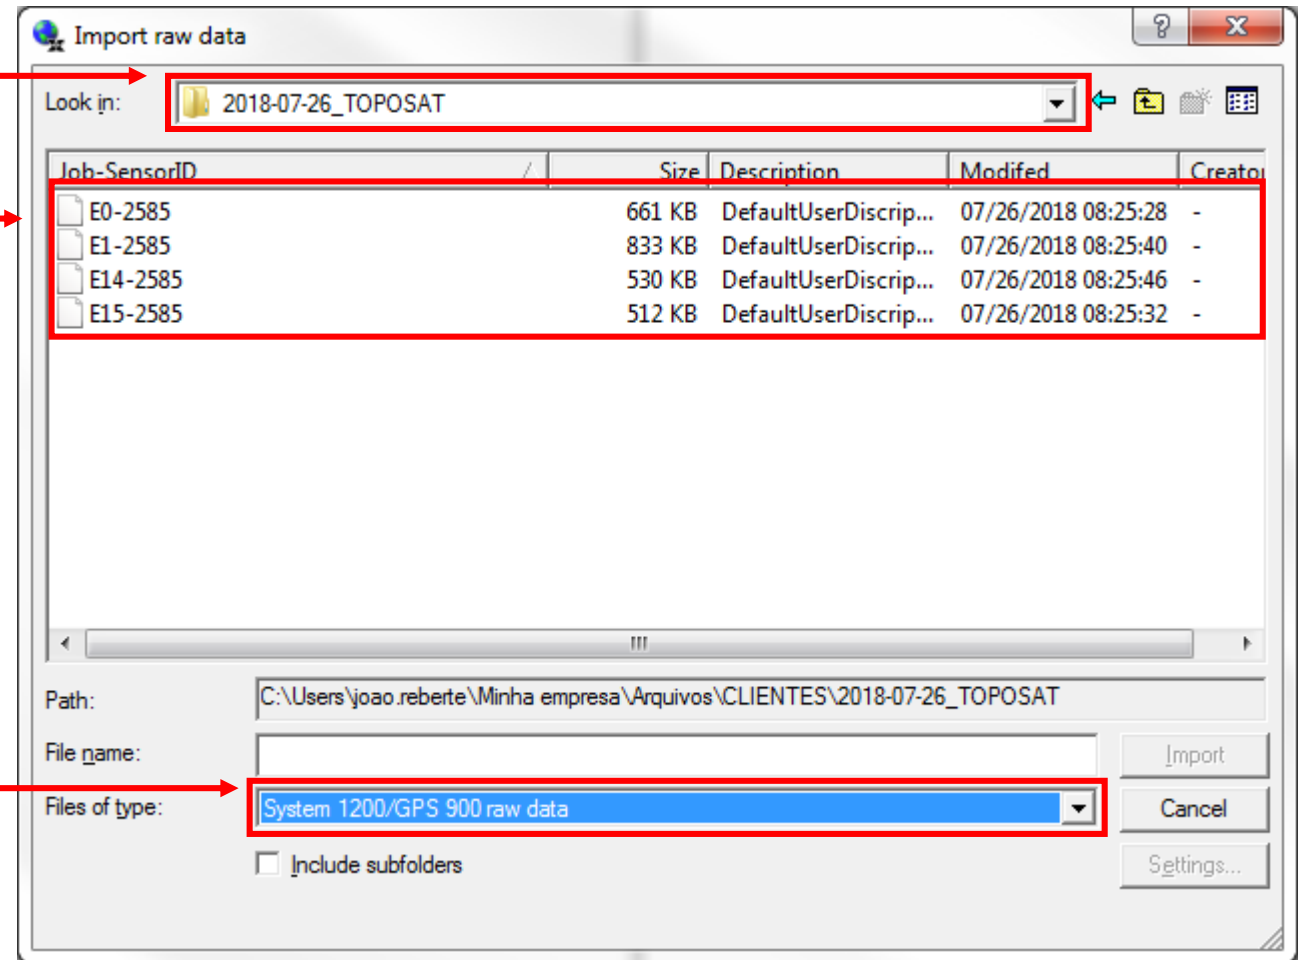 Import raw data
Look in: 2018-07-26_TOPOSAT
Job-SensorID Size Description Modifed Creator
E0-2585 661 KB DefaultUserDiscrip... 07/26/2018 08:25:28 -
E1-2585 833 KB DefaultUserDiscrip... 07/26/2018 08:25:40 -
E14-2585 530 KB DefaultUserDiscrip... 07/26/2018 08:25:46 -
E15-2585 512 KB DefaultUserDiscrip... 07/26/2018 08:25:32 -
Path: C:\Users\joao.reberte\Minha empresa\Arquivos\CLIENTES\2018-07-26_TOPOSAT
File name: Import
Files of type: System 1200/GPS 900 raw data Cancel
Include subfolders Settings...